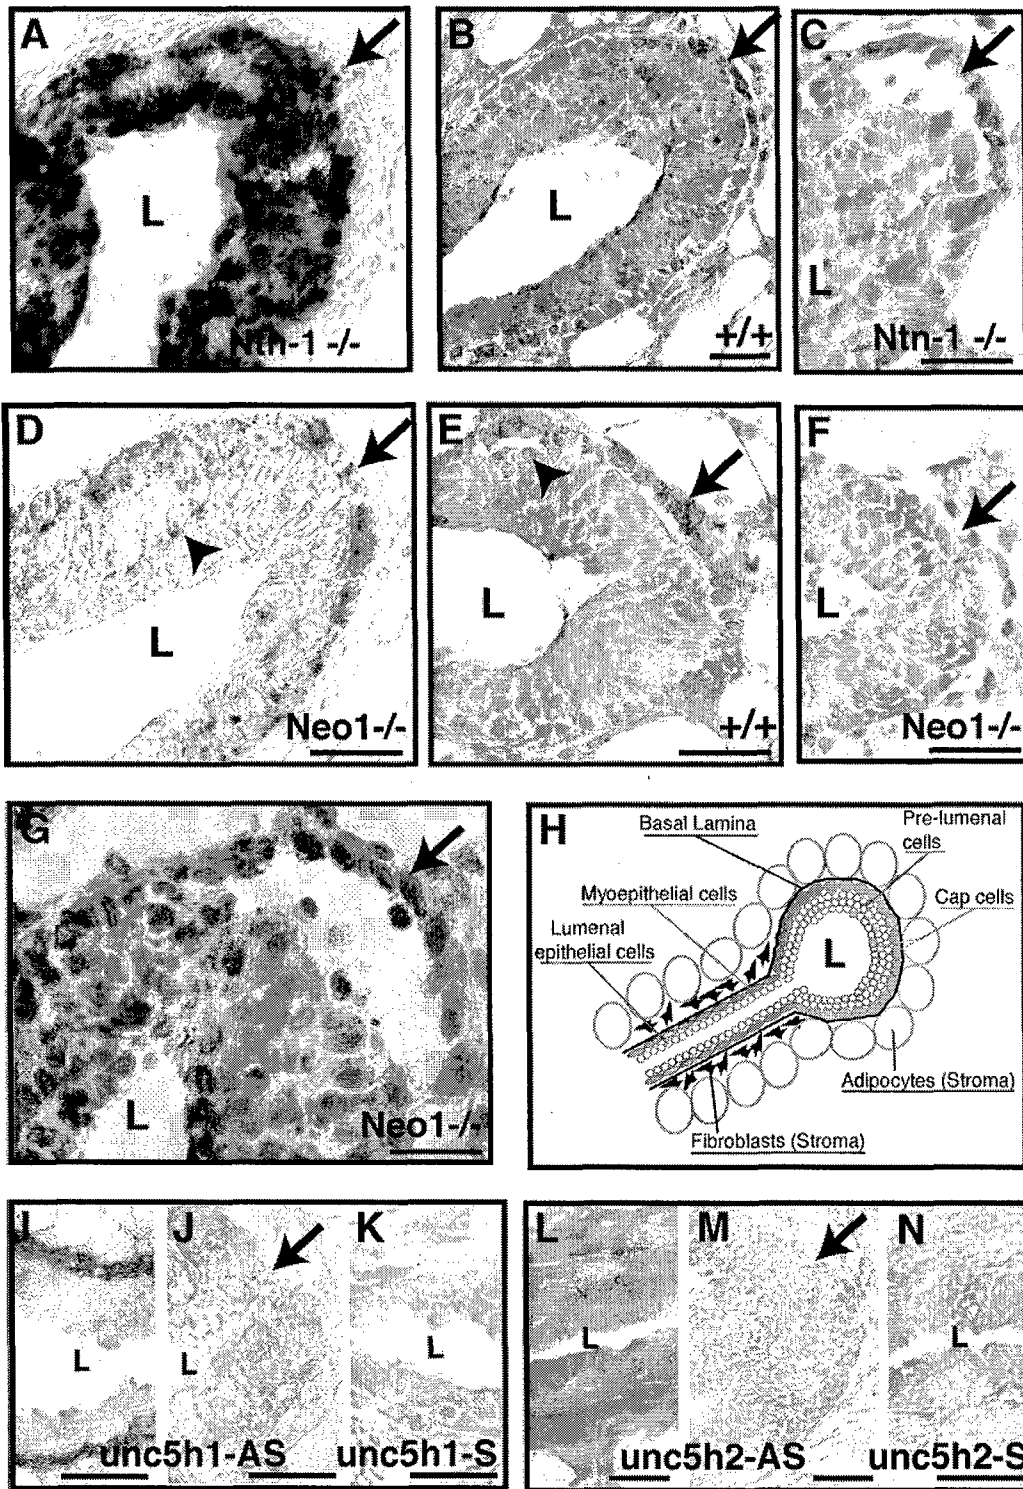 A
L
Ntn-1 -/-
B
L
+/+
C
L
Ntn-1 -/-
D
L
Neo1-/-
E
L
+/+
F
L
Neo1-/-
G
L
Neo1-/-
H
Basal Lamina
Pre-lumenal
cells
Myoepithelial cells
Cap cells
Lumenal
epithelial cells
L
Adipocytes (Stroma)
Fibroblasts (Stroma)
I
J
K
L
L
L
unc5h1-AS
unc5h1-S
L
M
N
L
L
unc5h2-AS
unc5h2-S